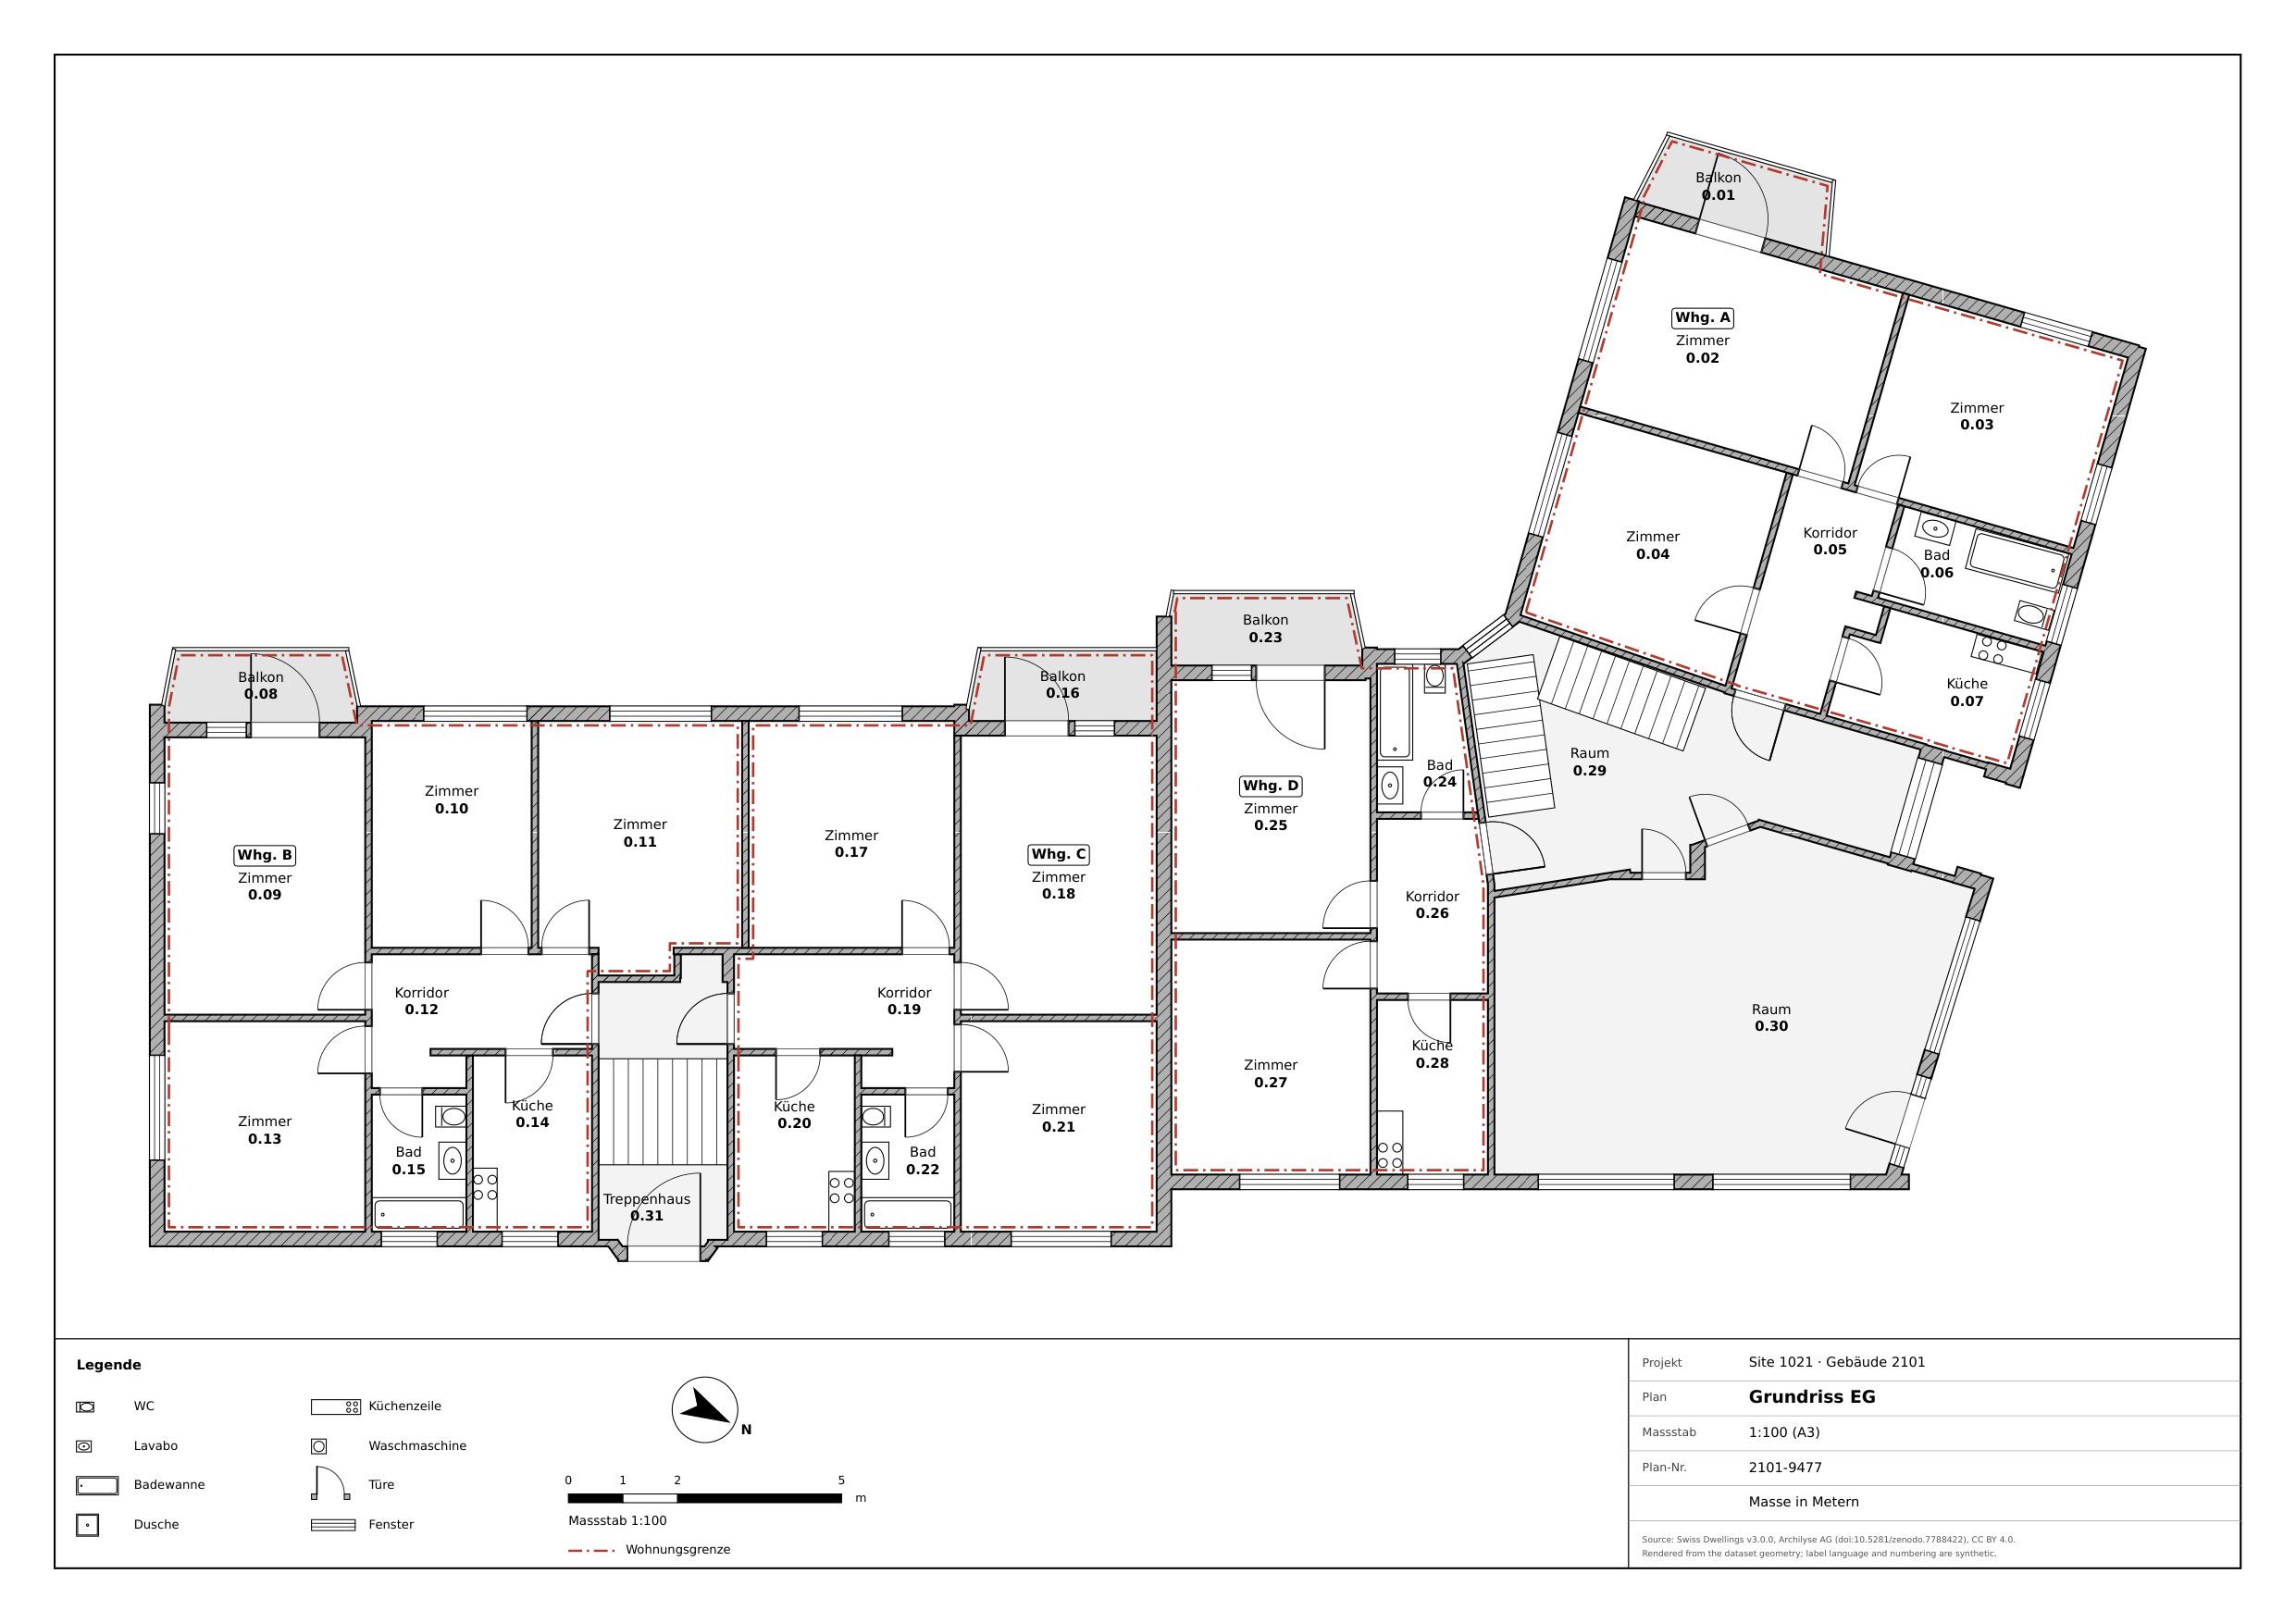 Balkon
0.01
Whg. A
Zimmer
0.02
Zimmer
0.03
Zimmer
0.04
Korridor
0.05
Bad
0.06
Küche
0.07
Balkon
0.08
Whg. B
Zimmer
0.09
Zimmer
0.10
Zimmer
0.11
Korridor
0.12
Zimmer
0.13
Küche
0.14
Bad
0.15
Balkon
0.16
Zimmer
0.17
Whg. C
Zimmer
0.18
Korridor
0.19
Küche
0.20
Zimmer
0.21
Bad
0.22
Balkon
0.23
Bad
0.24
Whg. D
Zimmer
0.25
Korridor
0.26
Zimmer
0.27
Küche
0.28
Raum
0.29
Raum
0.30
Treppenhaus
0.31
Legende
WC
Lavabo
Badewanne
Dusche
Küchenzeile
Waschmaschine
Türe
Fenster
N
0 1 2 5
m
Massstab 1:100
Wohnungsgrenze
Projekt Site 1021 · Gebäude 2101
Plan Grundriss EG
Massstab 1:100 (A3)
Plan-Nr. 2101-9477
Masse in Metern
Source: Swiss Dwellings v3.0.0, Archilyse AG (doi:10.5281/zenodo.7788422), CC BY 4.0.
Rendered from the dataset geometry; label language and numbering are synthetic.